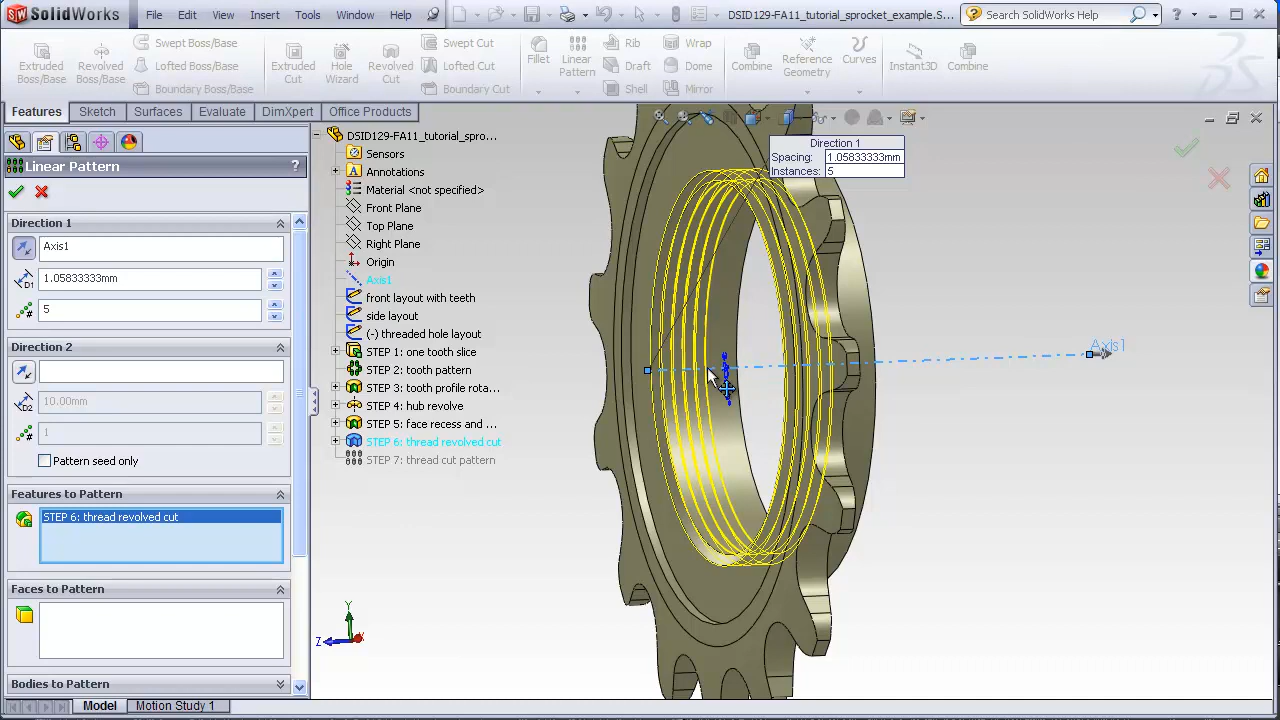 SolidWorks File Edit View Insert Tools Window Help DSID129-FA11_tutorial_sprocket_example.S... Search SolidWorks Help
Extruded Boss/Base
Revolved Boss/Base
Swept Boss/Base
Lofted Boss/Base
Boundary Boss/Base
Extruded Cut
Hole Wizard
Revolved Cut
Swept Cut
Lofted Cut
Boundary Cut
Fillet
Linear Pattern
Rib
Draft
Shell
Wrap
Dome
Mirror
Combine
Reference Geometry
Curves
Instant3D
Combine
Features Sketch Surfaces Evaluate DimXpert Office Products
Linear Pattern ?
Direction 1
Axis1
1.05833333mm
5
Direction 2
10.00mm
1
Pattern seed only
Features to Pattern
STEP 6: thread revolved cut
Faces to Pattern
Bodies to Pattern
DSID129-FA11_tutorial_spro...
Sensors
Annotations
Material <not specified>
Front Plane
Top Plane
Right Plane
Origin
Axis1
front layout with teeth
side layout
(-) threaded hole layout
STEP 1: one tooth slice
STEP 2: tooth pattern
STEP 3: tooth profile rota...
STEP 4: hub revolve
STEP 5: face recess and ...
STEP 6: thread revolved cut
STEP 7: thread cut pattern
Direction 1
Spacing: 1.05833333mm
Instances: 5
Axis1
Y
Z
Model Motion Study 1